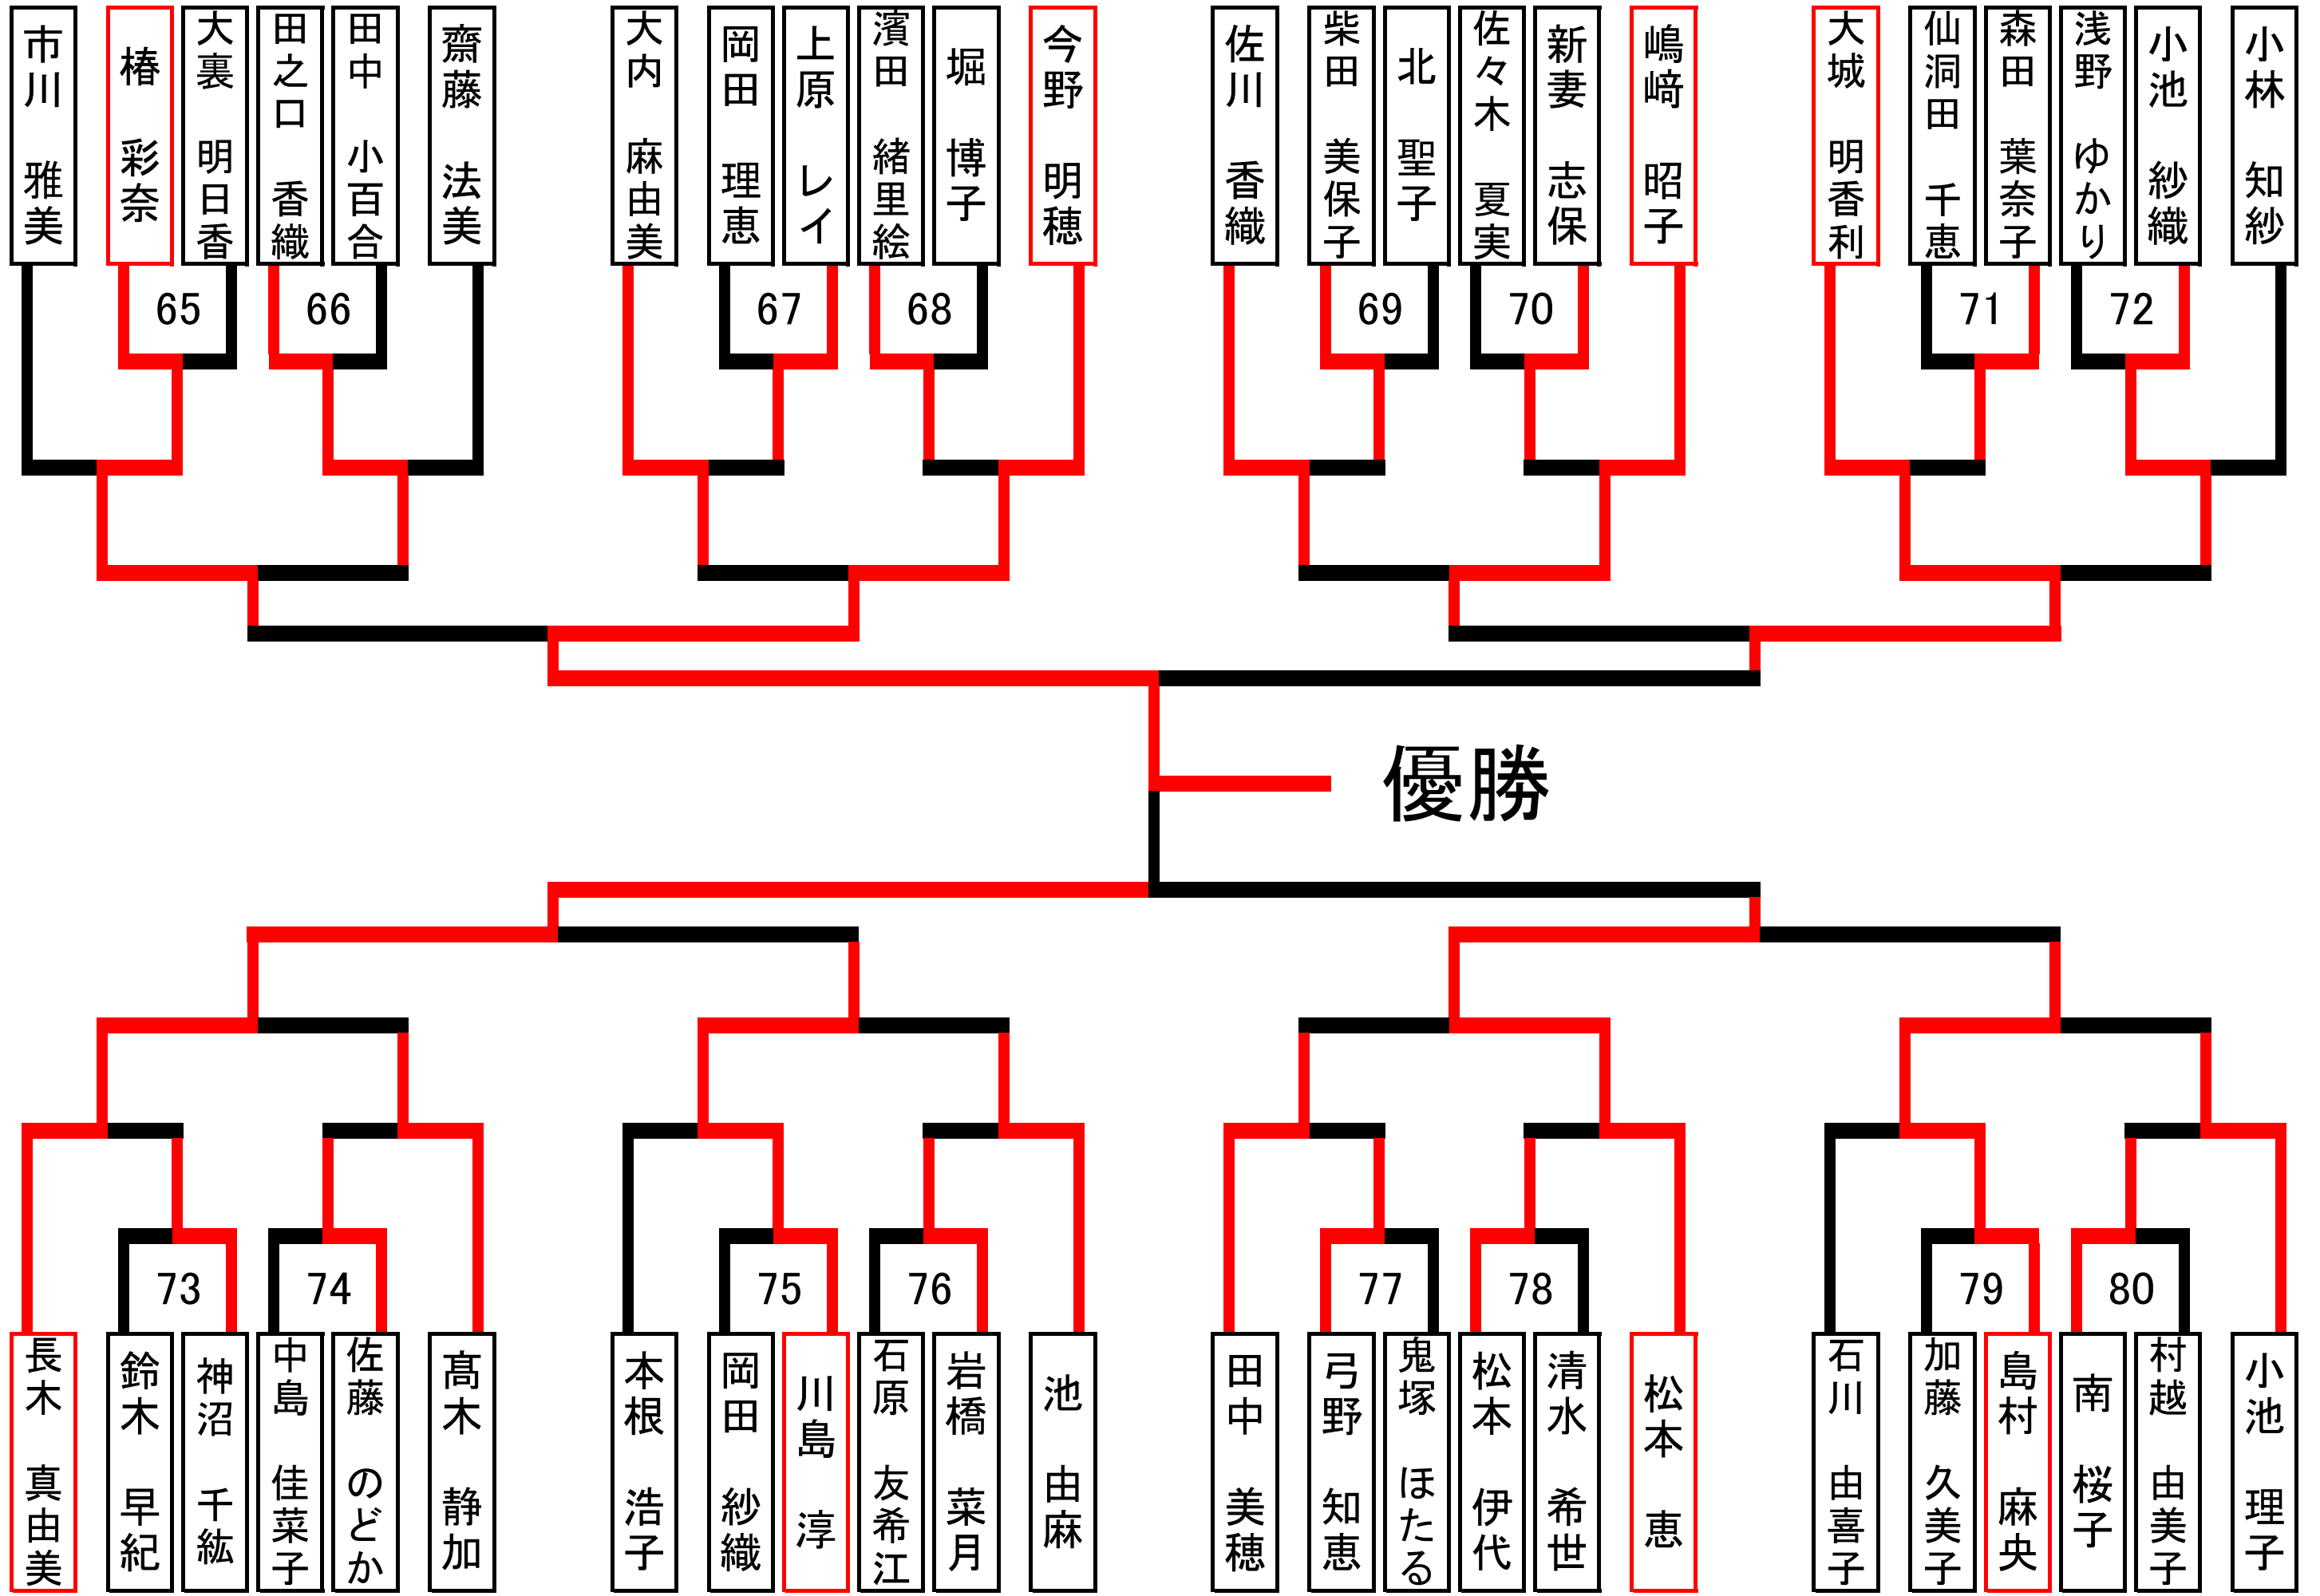 市川 雅美
椿 彩奈
大裏 明日香
田之口 香織
田中 小百合
齋藤 法美
大内 麻由美
岡田 理恵
上原 レイ
濱田 緒里絵
堀 博子
今野 明穂
佐川 香織
柴田 美保子
北 聖子
佐々木 夏実
新妻 志保
嶋﨑 昭子
大城 明香利
仙洞田 千恵
森田 葉奈子
浅野 ゆかり
小池 紗織
小林 知紗
65
66
67
68
69
70
71
72
優勝
73
74
75
76
77
78
79
80
長木 真由美
鈴木 早紀
神沼 千紘
中島 佳菜子
佐藤 のどか
髙木 静加
本根 浩子
岡田 紗織
川島 淳
石原 友希江
岩橋 菜月
池 由麻
田中 美穂
弓野 知恵
鬼塚 ほたる
松本 伊代
清水 希世
松本 恵
石川 由喜子
加藤 久美子
島村 麻央
南 桜子
村越 由美子
小池 理子